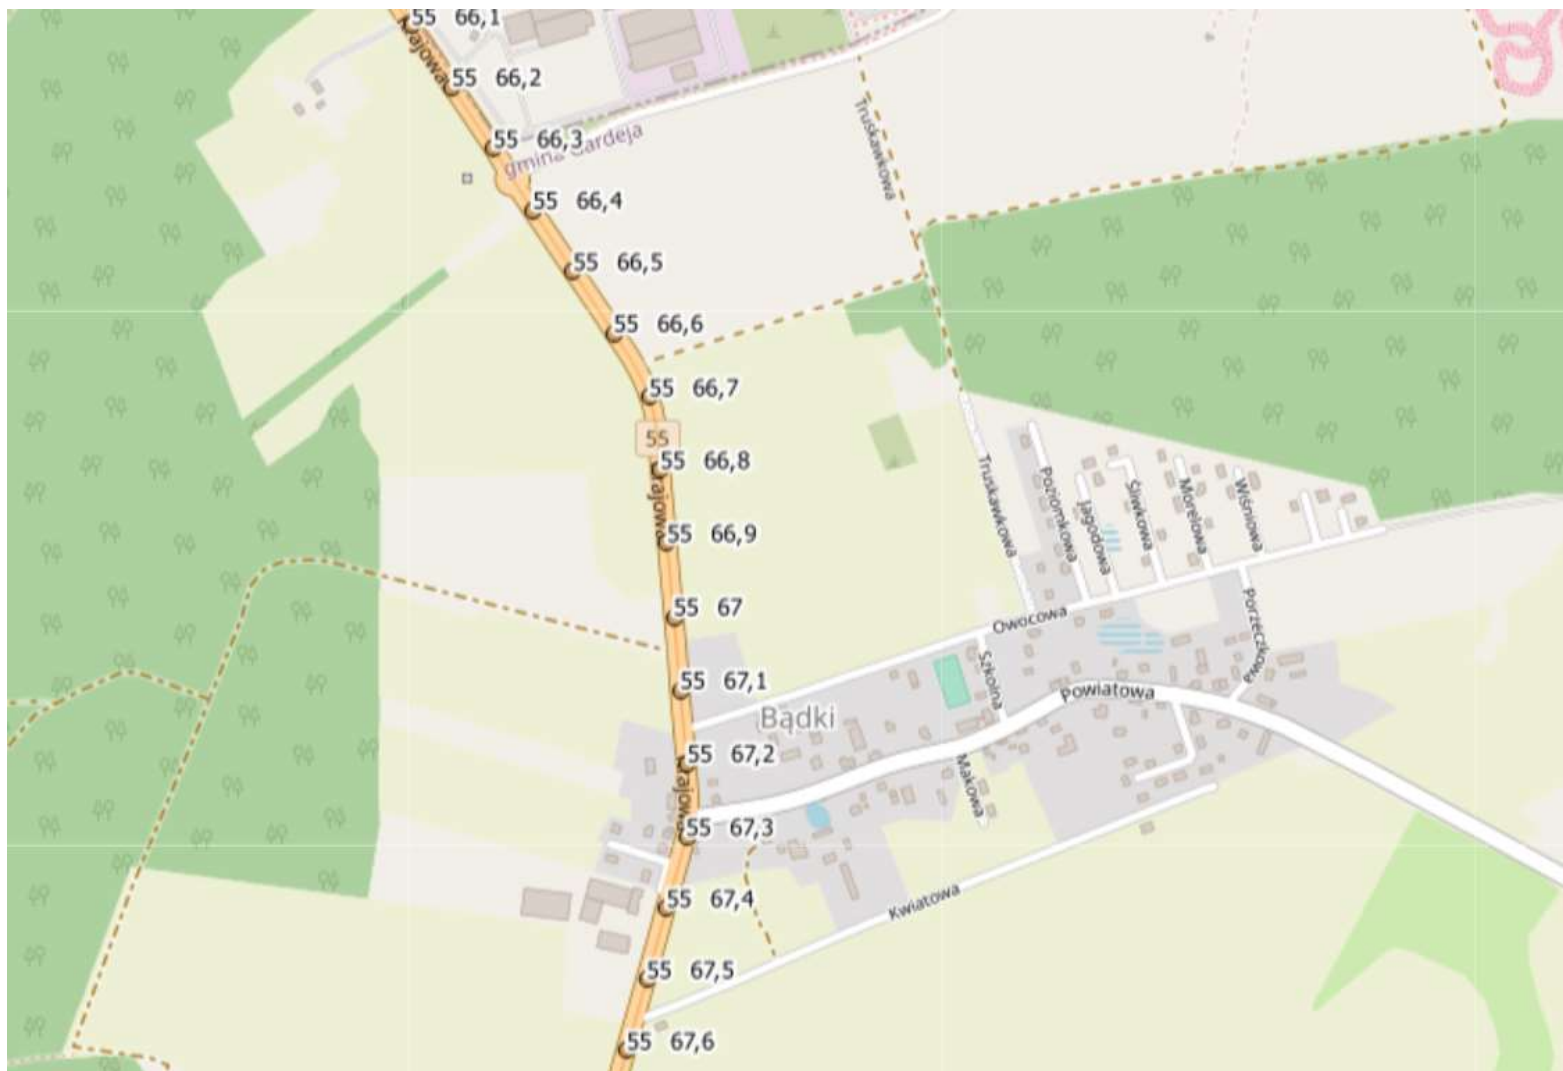 55 66,1
Krajowa
55 66,2
55 66,3
gmina Gardeja
55 66,4
Truskawkowa
55 66,5
55 66,6
55 66,7
55
55 66,8
Krajowa
55 66,9
Truskawkowa
Poziomkowa
Jagodowa
Śliwkowa
Morelowa
Wiśniowa
55 67
Owocowa
Porzeczkowa
55 67,1
Szkolna
Powiatowa
Bądki
55 67,2
Krajowa
Makowa
55 67,3
55 67,4
Kwiatowa
55 67,5
55 67,6